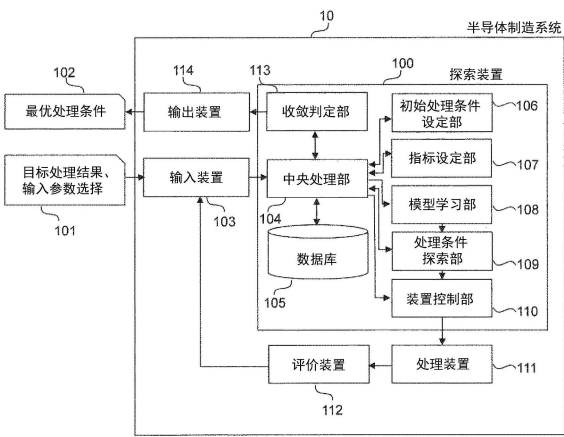 10
半导体制造系统
102
114
113
100
探索装置
最优处理条件
输出装置
收敛判定部
初始处理条件
设定部
106
目标处理结果、
输入参数选择
输入装置
中央处理部
指标设定部
107
101
103
104
模型学习部
108
数据库
105
处理条件
探索部
109
装置控制部
110
评价装置
112
处理装置
111